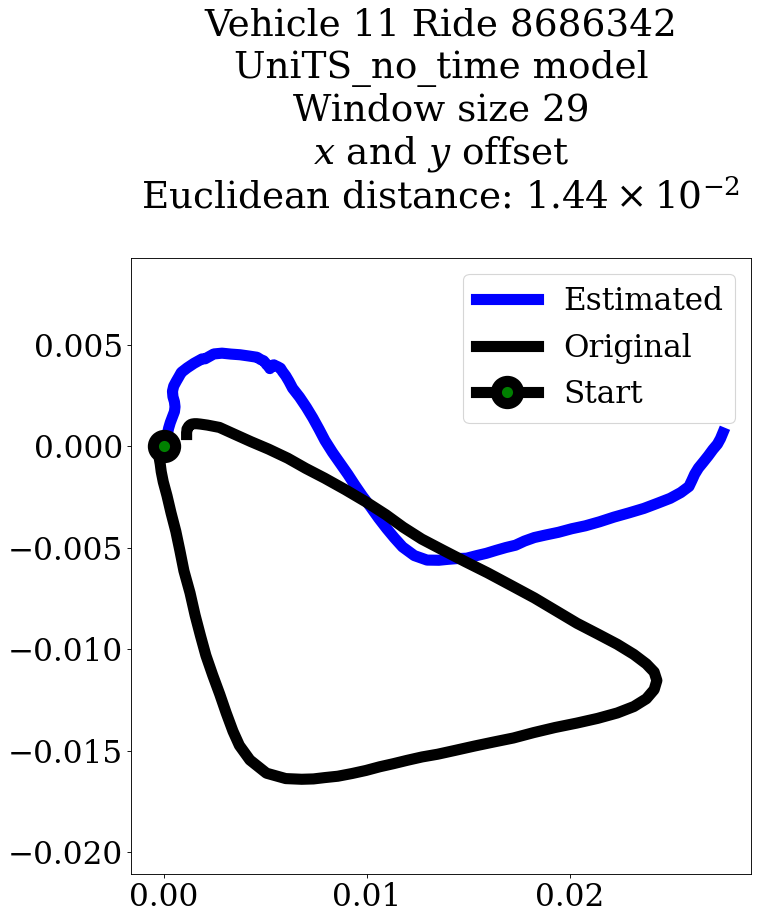 Vehicle 11 Ride 8686342
UniTS_no_time model
Window size 29
x and y offset
Euclidean distance: 1.44 × 10⁻²
Estimated
Original
Start
0.005
0.000
−0.005
−0.010
−0.015
−0.020
0.00 0.01 0.02